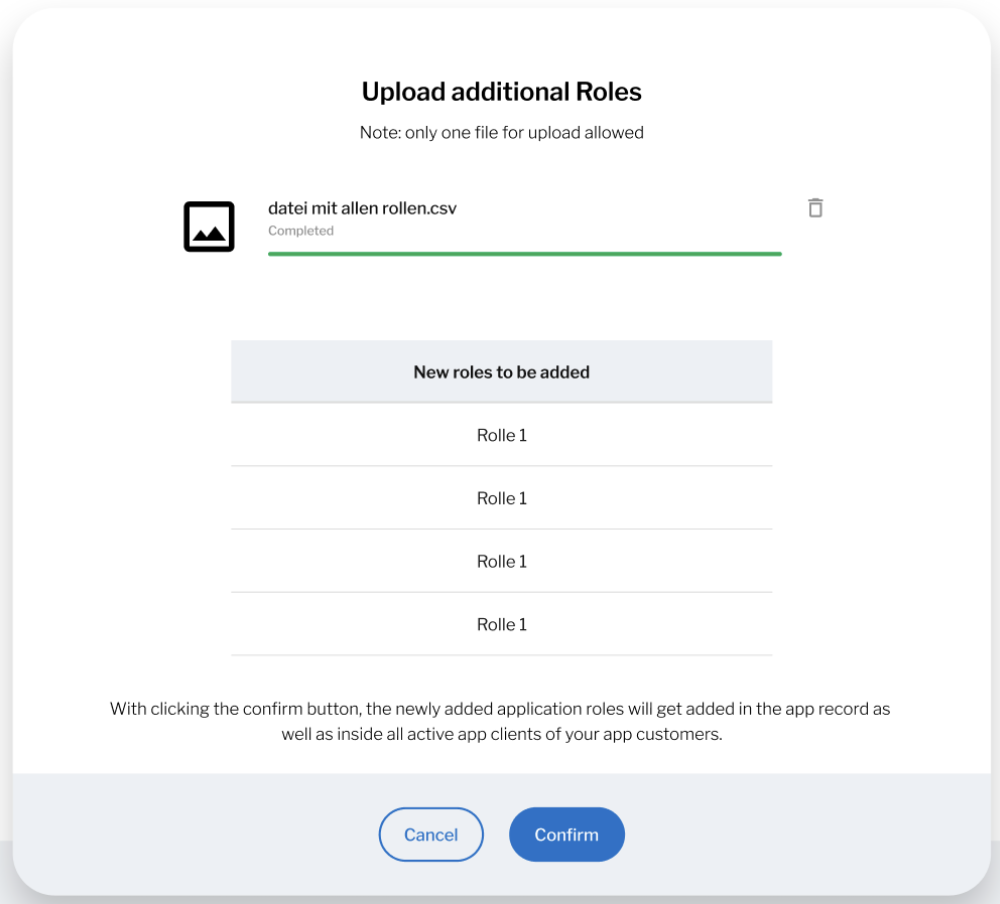 Upload additional Roles
Note: only one file for upload allowed
datei mit allen rollen.csv
Completed
New roles to be added
Rolle 1
Rolle 1
Rolle 1
Rolle 1
With clicking the confirm button, the newly added application roles will get added in the app record as
well as inside all active app clients of your app customers.
Cancel
Confirm